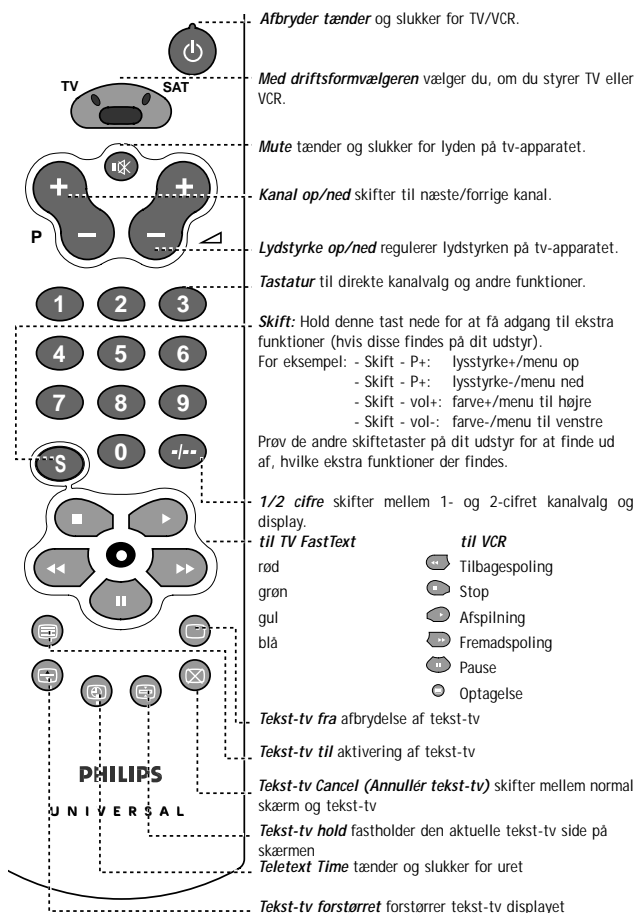 Afbryder tænder og slukker for TV/VCR.
TV SAT
Med driftsformvælgeren vælger du, om du styrer TV eller
VCR.
Mute tænder og slukker for lyden på tv-apparatet.
+ +
Kanal op/ned skifter til næste/forrige kanal.
P − −
Lydstyrke op/ned regulerer lydstyrken på tv-apparatet.
Tastatur til direkte kanalvalg og andre funktioner.
1 2 3
4 5 6
7 8 9
S 0 -/--
Skift: Hold denne tast nede for at få adgang til ekstra
funktioner (hvis disse findes på dit udstyr).
For eksempel: - Skift - P+: lysstyrke+/menu op
- Skift - P+: lysstyrke-/menu ned
- Skift - vol+: farve+/menu til højre
- Skift - vol-: farve-/menu til venstre
Prøv de andre skiftetaster på dit udstyr for at finde ud
af, hvilke ekstra funktioner der findes.
1/2 cifre skifter mellem 1- og 2-cifret kanalvalg og
display.
til TV FastText til VCR
rød Tilbagespoling
grøn Stop
gul Afspilning
blå Fremadspoling
Pause
Optagelse
Tekst-tv fra afbrydelse af tekst-tv
Tekst-tv til aktivering af tekst-tv
PHILIPS
UNIVERSAL
Tekst-tv Cancel (Annullér tekst-tv) skifter mellem normal
skærm og tekst-tv
Tekst-tv hold fastholder den aktuelle tekst-tv side på
skærmen
Teletext Time tænder og slukker for uret
Tekst-tv forstørret forstørrer tekst-tv displayet